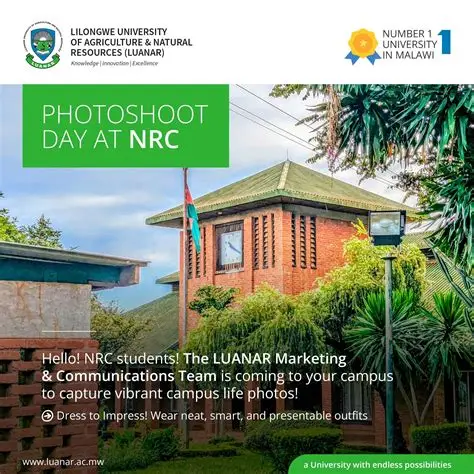 LILONGWE UNIVERSITY
OF AGRICULTURE & NATURAL
RESOURCES (LUANAR)
Knowledge | Innovation | Excellence
LUANAR
NUMBER 1
UNIVERSITY
IN MALAWI
1
PHOTOSHOOT
DAY AT NRC
Hello! NRC students! The LUANAR Marketing
& Communications Team is coming to your campus
to capture vibrant campus life photos!
Dress to Impress! Wear neat, smart, and presentable outfits
www.luanar.ac.mw
a University with endless possibilities